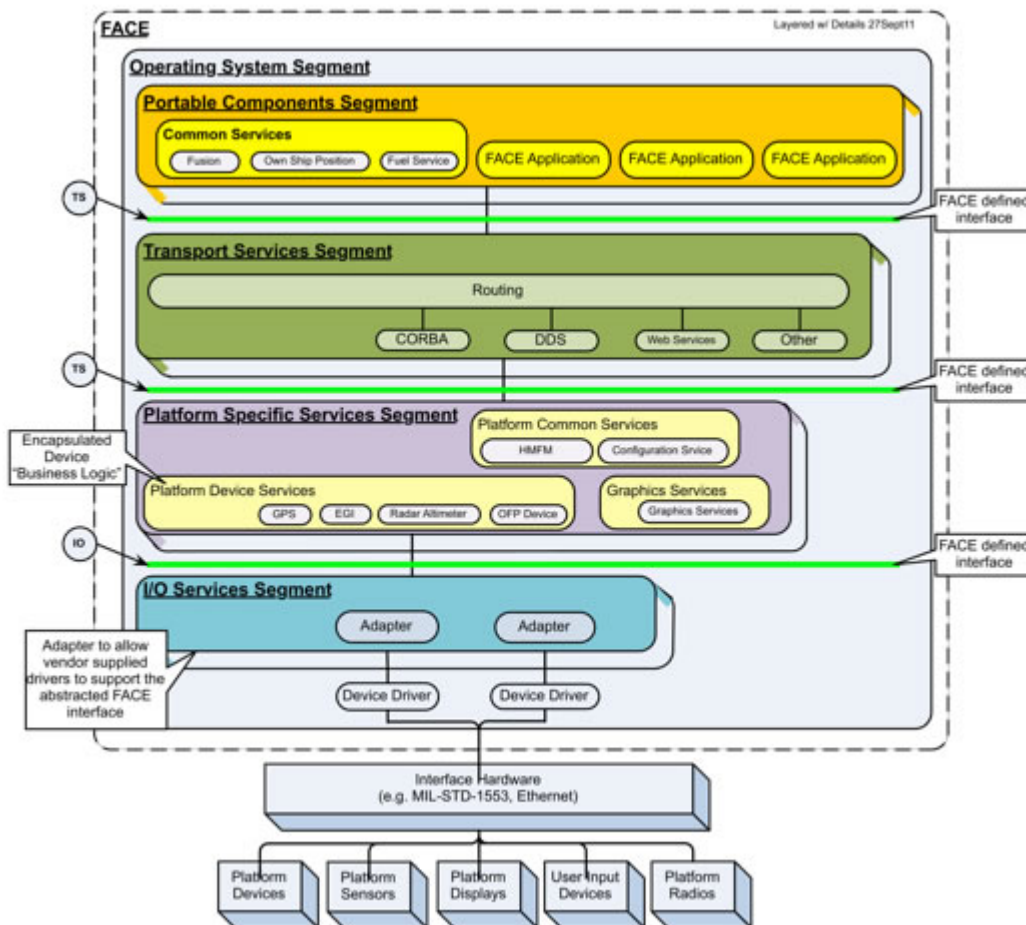 FACE
Layered w/ Details 27Sept11
Operating System Segment
Portable Components Segment
Common Services
Fusion
Own Ship Position
Fuel Service
FACE Application
FACE Application
FACE Application
TS
FACE defined
interface
Transport Services Segment
Routing
CORBA
DDS
Web Services
Other
TS
FACE defined
interface
Platform Specific Services Segment
Platform Common Services
HMFM
Configuration Srvice
Encapsulated
Device
“Business Logic”
Platform Device Services
GPS
EGI
Radar Altimeter
OFP Device
Graphics Services
Graphics Services
IO
FACE defined
interface
I/O Services Segment
Adapter
Adapter
Adapter to allow
vendor supplied
drivers to support the
abstracted FACE
interface
Device Driver
Device Driver
Interface Hardware
(e.g. MIL-STD-1553, Ethernet)
Platform
Devices
Platform
Sensors
Platform
Displays
User Input
Devices
Platform
Radios